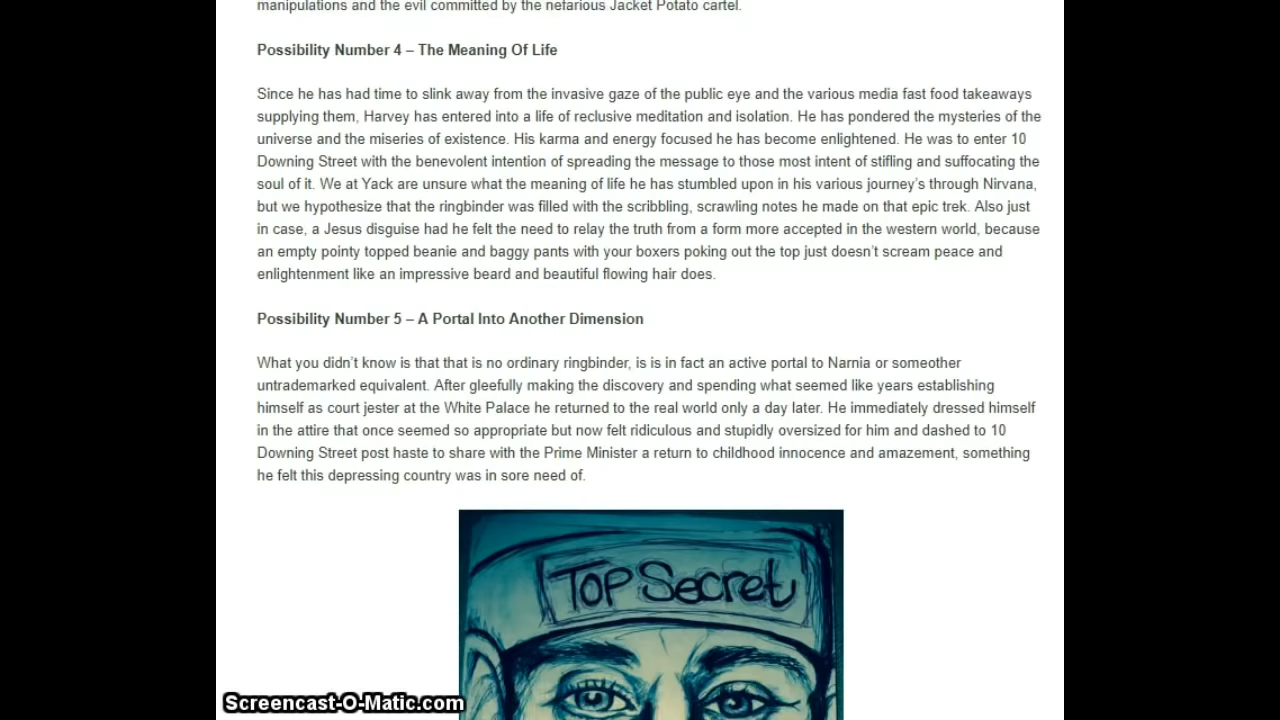 manipulations and the evil committed by the nefarious Jacket Potato cartel.
Possibility Number 4 – The Meaning Of Life
Since he has had time to slink away from the invasive gaze of the public eye and the various media fast food takeaways
supplying them, Harvey has entered into a life of reclusive meditation and isolation. He has pondered the mysteries of the
universe and the miseries of existence. His karma and energy focused he has become enlightened. He was to enter 10
Downing Street with the benevolent intention of spreading the message to those most intent of stifling and suffocating the
soul of it. We at Yack are unsure what the meaning of life he has stumbled upon in his various journey’s through Nirvana,
but we hypothesize that the ringbinder was filled with the scribbling, scrawling notes he made on that epic trek. Also just
in case, a Jesus disguise had he felt the need to relay the truth from a form more accepted in the western world, because
an empty pointy topped beanie and baggy pants with your boxers poking out the top just doesn’t scream peace and
enlightenment like an impressive beard and beautiful flowing hair does.
Possibility Number 5 – A Portal Into Another Dimension
What you didn’t know is that that is no ordinary ringbinder, is is in fact an active portal to Narnia or someother
untrademarked equivalent. After gleefully making the discovery and spending what seemed like years establishing
himself as court jester at the White Palace he returned to the real world only a day later. He immediately dressed himself
in the attire that once seemed so appropriate but now felt ridiculous and stupidly oversized for him and dashed to 10
Downing Street post haste to share with the Prime Minister a return to childhood innocence and amazement, something
he felt this depressing country was in sore need of.
Top Secret
Screencast-O-Matic.com